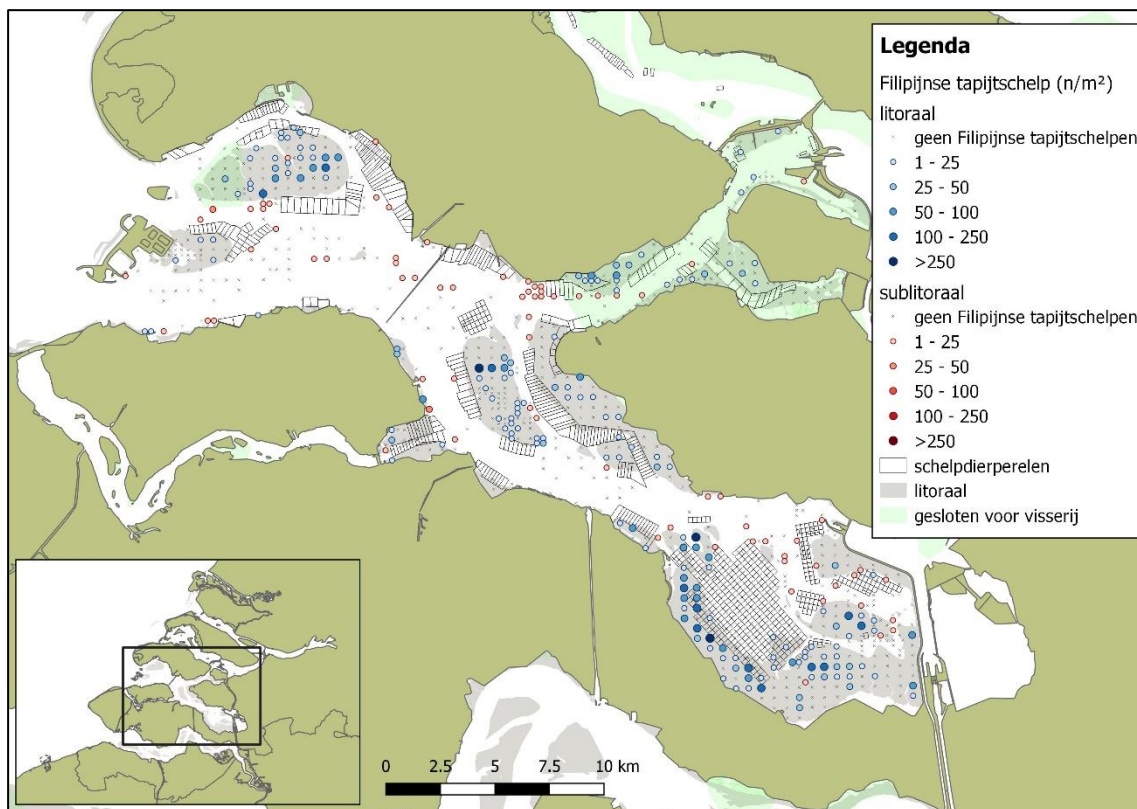 Legenda
Filipijnse tapijtschelp (n/m²)
litoraal
geen Filipijnse tapijtschelpen
1 - 25
25 - 50
50 - 100
100 - 250
>250
sublitoraal
geen Filipijnse tapijtschelpen
1 - 25
25 - 50
50 - 100
100 - 250
>250
schelpdierperelen
litoraal
gesloten voor visserij
0 2.5 5 7.5 10 km